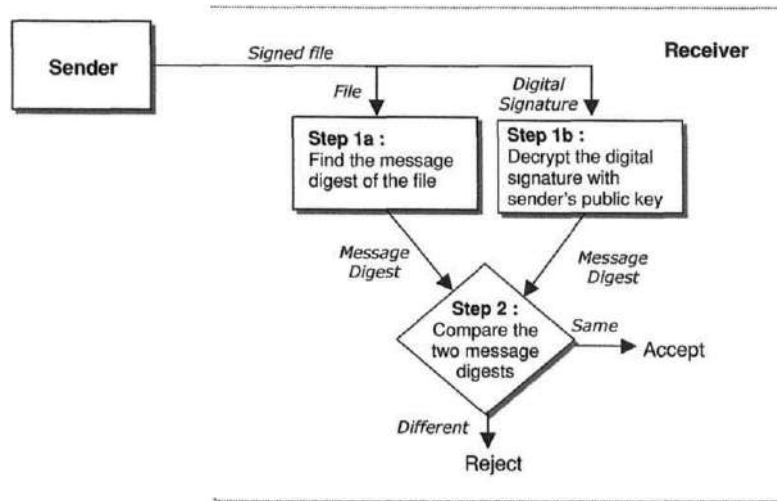 Sender
Signed file
Receiver
File
Digital
Signature
Step 1a :
Find the message
digest of the file
Step 1b :
Decrypt the digital
signature with
sender's public key
Message
Digest
Message
Digest
Step 2 :
Compare the
two message
digests
Same
Accept
Different
Reject